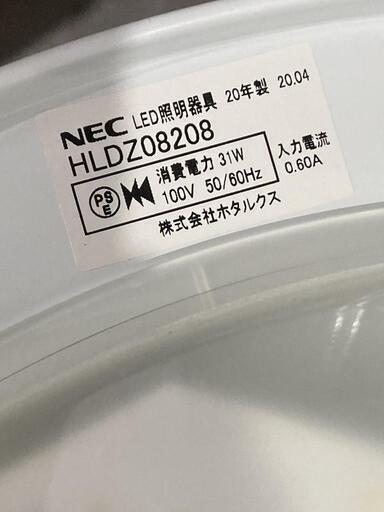 NEC LED照明器具 20年製 20.04
HLDZ08208
PSE 消費電力 31W 入力電流
100V 50/60Hz 0.60A
株式会社ホタルクス